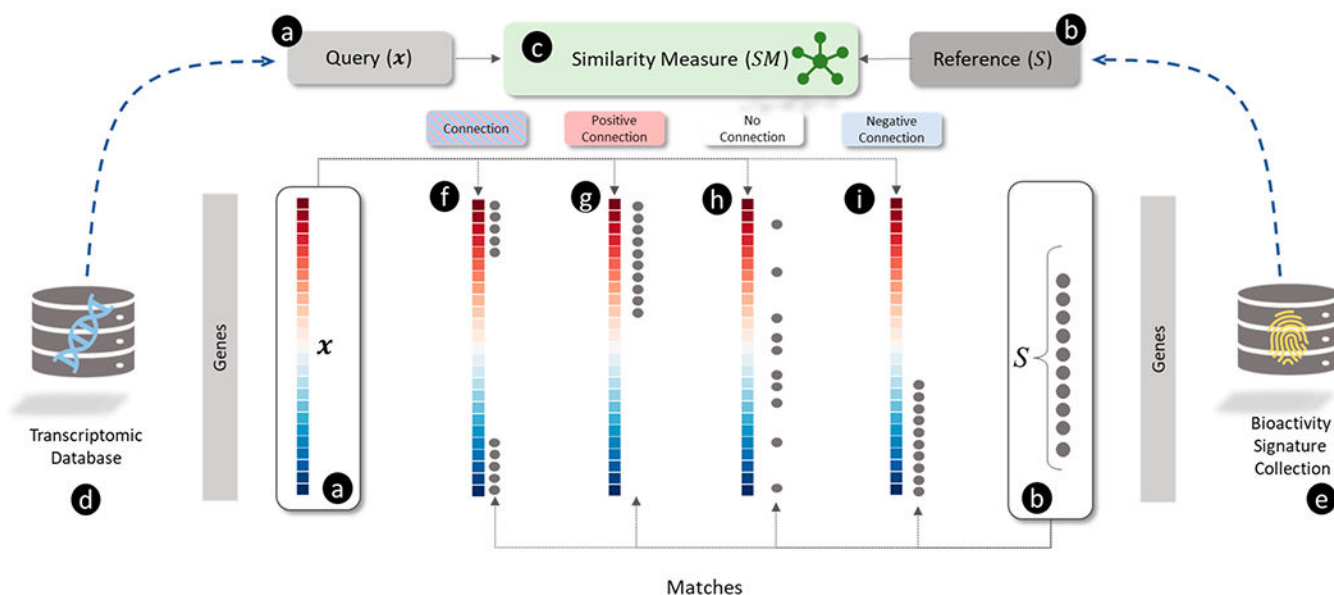 a
Query (x)
c
Similarity Measure (SM)
b
Reference (S)
Connection
Positive
Connection
No
Connection
Negative
Connection
f
g
h
i
Genes
x
a
S
b
Genes
Transcriptomic
Database
d
Bioactivity
Signature
Collection
e
Matches